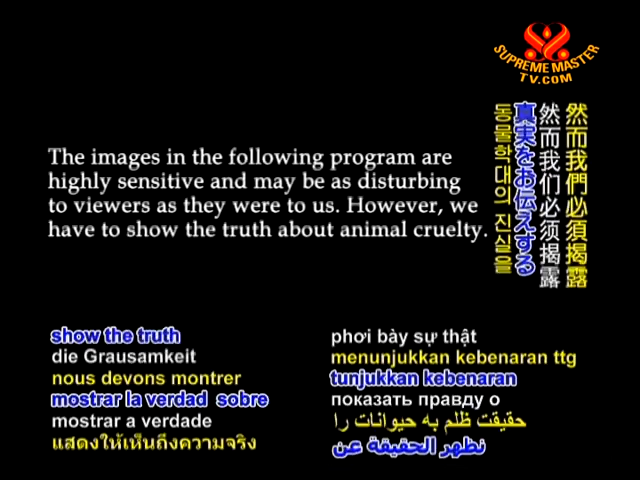 SUPREME MASTER
TV.COM
The images in the following program are
highly sensitive and may be as disturbing
to viewers as they were to us. However, we
have to show the truth about animal cruelty.
然而我們必須揭露
然而我们必须揭露
真実をお伝えする
동물학대의 진실을
show the truth
die Grausamkeit
nous devons montrer
mostrar la verdad sobre
mostrar a verdade
แสดงให้เห็นถึงความจริง
phơi bày sự thật
menunjukkan kebenaran ttg
tunjukkan kebenaran
показать правду о
حقیقت ظلم به حیوانات را
نظهر الحقيقة عن